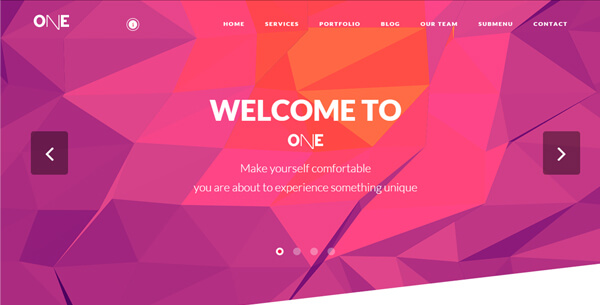 ONE
HOME SERVICES PORTFOLIO BLOG OUR TEAM SUBMENU CONTACT
WELCOME TO
ONE
Make yourself comfortable
you are about to experience something unique